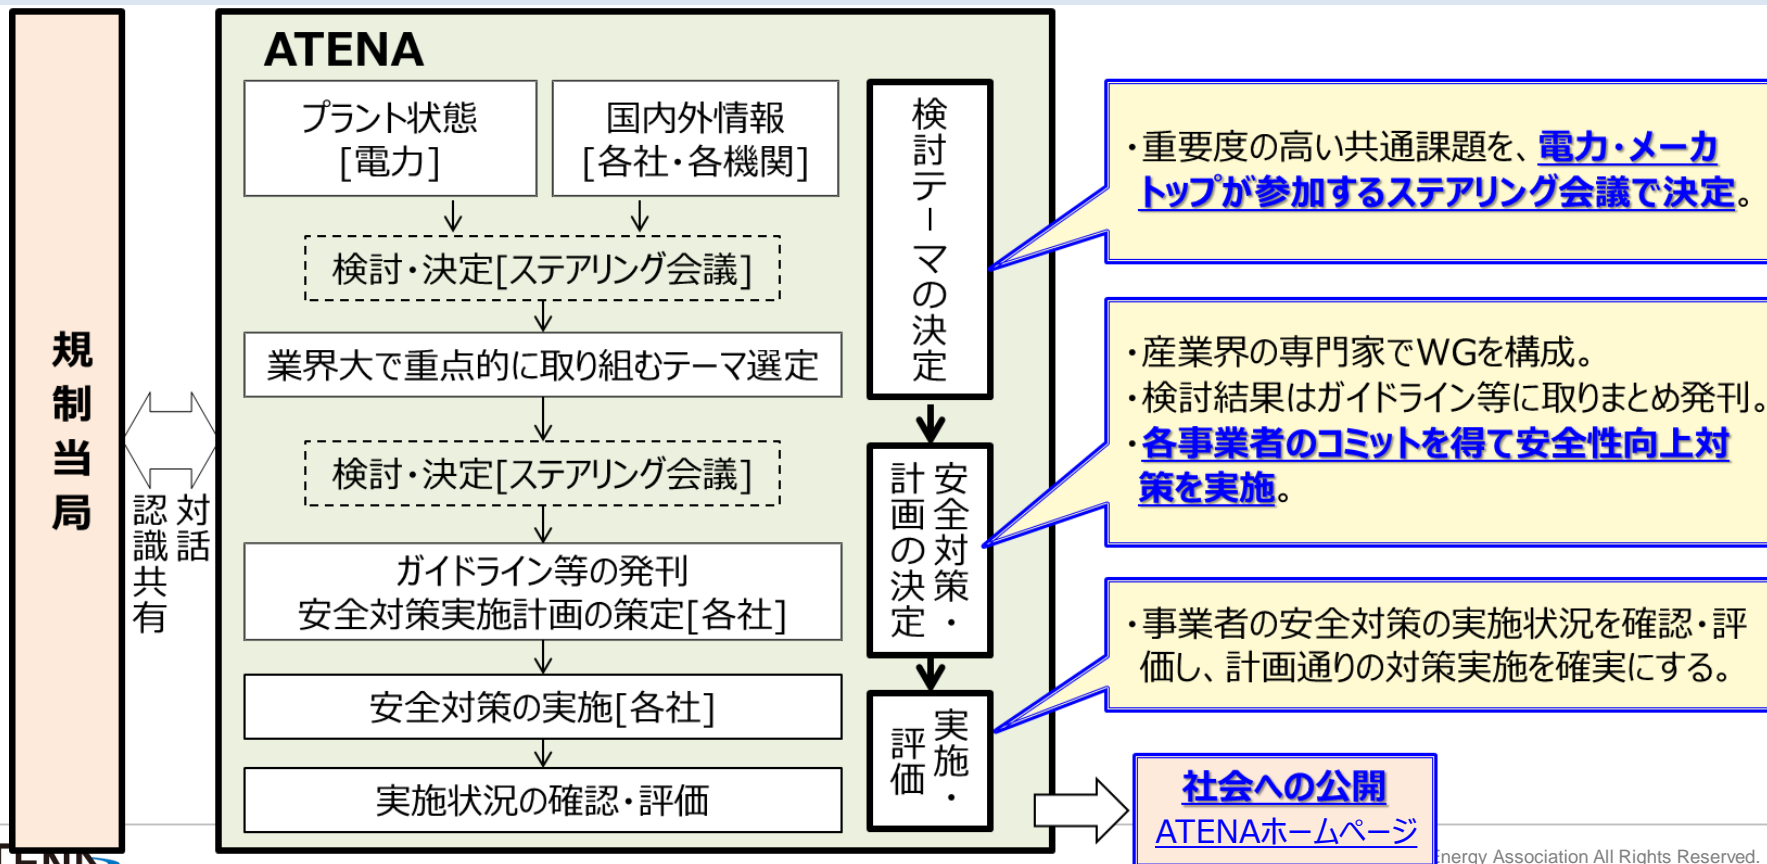 規制当局
対話
認識共有
ATENA
プラント状態
[電力]
国内外情報
[各社・各機関]
検討・決定[ステアリング会議]
業界大で重点的に取り組むテーマ選定
検討・決定[ステアリング会議]
ガイドライン等の発刊
安全対策実施計画の策定[各社]
安全対策の実施[各社]
実施状況の確認・評価
検討テーマの決定
安全対策・
計画の決定
実施・
評価
・重要度の高い共通課題を、電力・メーカ
トップが参加するステアリング会議で決定。
・産業界の専門家でWGを構成。
・検討結果はガイドライン等に取りまとめ発刊。
・各事業者のコミットを得て安全性向上対
策を実施。
・事業者の安全対策の実施状況を確認・評
価し、計画通りの対策実施を確実にする。
社会への公開
ATENAホームページ
Energy Association All Rights Reserved.